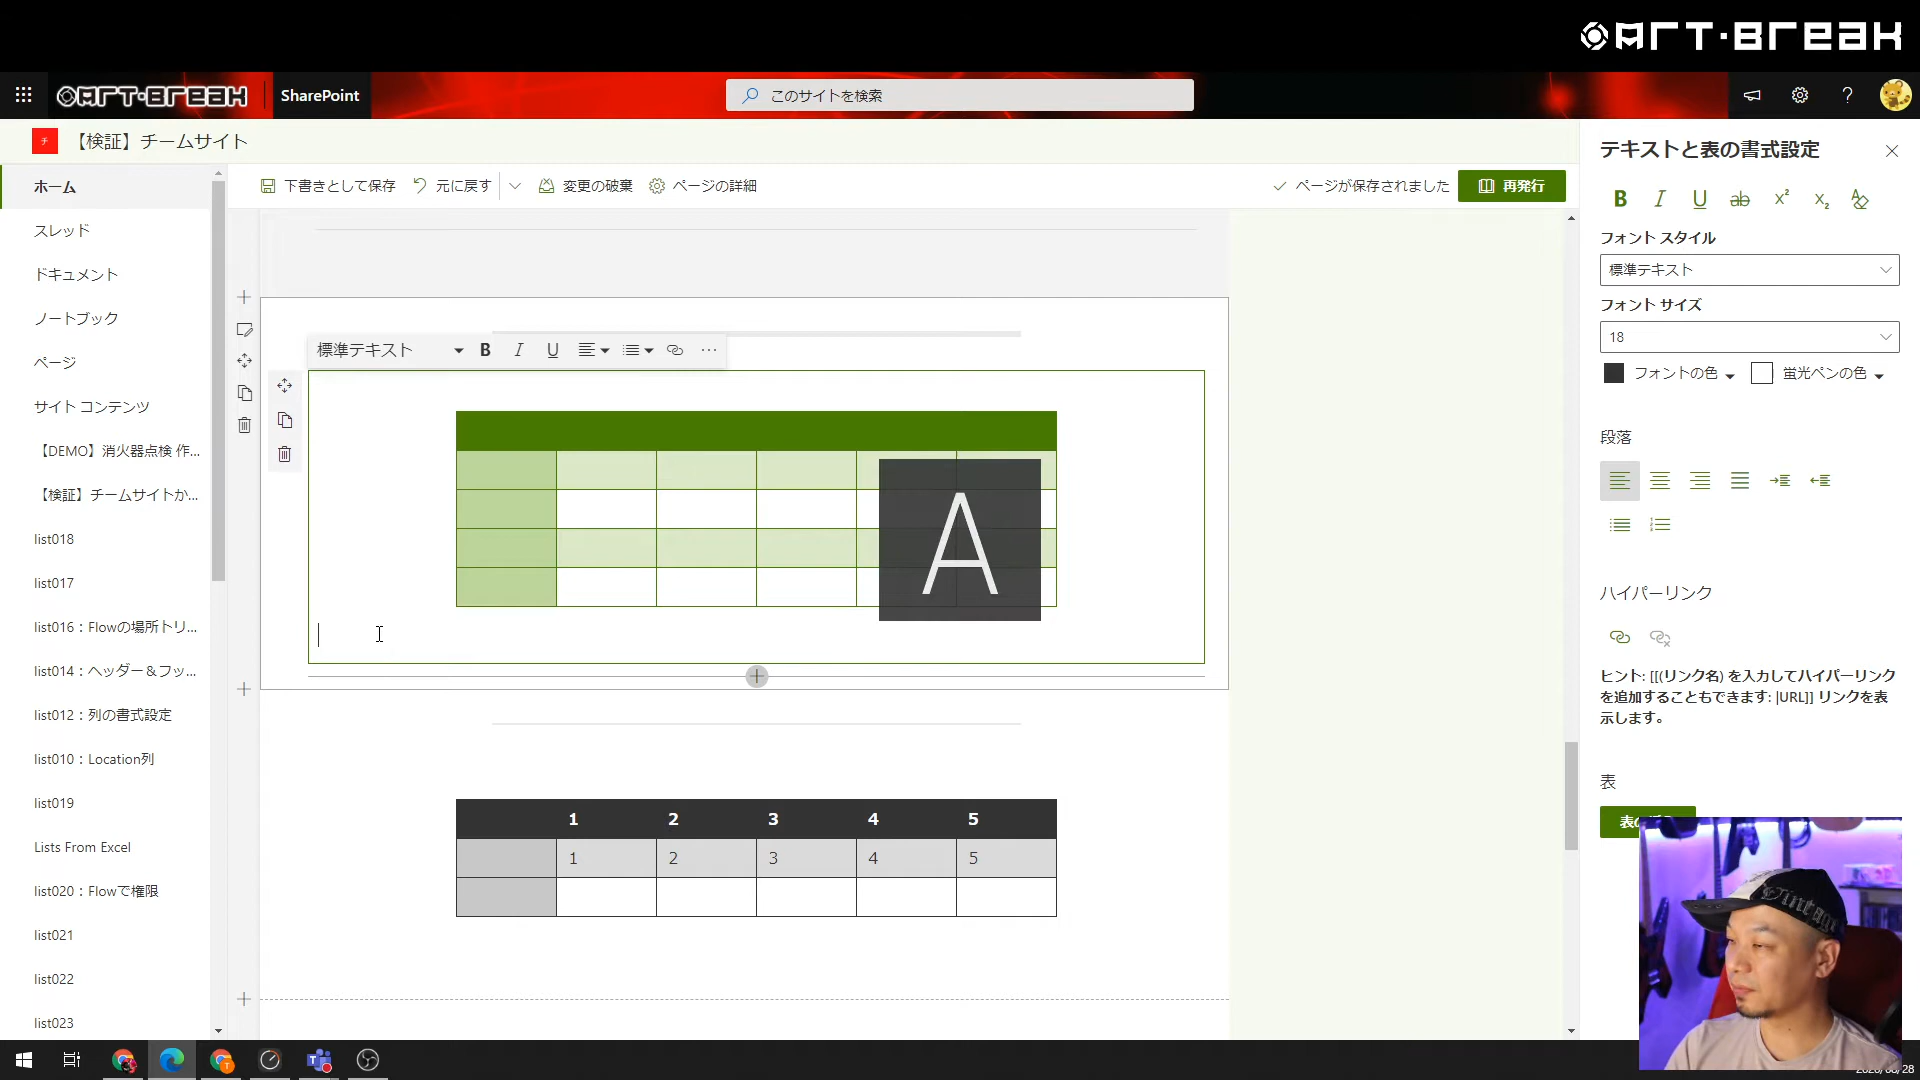 ART-BREAK
ART-BREAK
SharePoint
このサイトを検索
?
チ
【検証】チームサイト
ホーム
スレッド
ドキュメント
ノートブック
ページ
サイト コンテンツ
【DEMO】消火器点検 作...
【検証】チームサイトか...
list018
list017
list016：Flowの場所トリ...
list014：ヘッダー＆フッ...
list012：列の書式設定
list010：Location列
list019
Lists From Excel
list020：Flowで権限
list021
list022
list023
下書きとして保存
元に戻す
変更の破棄
ページの詳細
ページが保存されました
再発行
標準テキスト
B I U
A
1 2 3 4 5
1 2 3 4 5
テキストと表の書式設定
B I U ab x² x₂ A
フォント スタイル
標準テキスト
フォント サイズ
18
フォントの色
蛍光ペンの色
段落
ハイパーリンク
ヒント: [[(リンク名) を入力してハイパーリンク
を追加することもできます: |URL]] リンクを表
示します。
表
Vintage